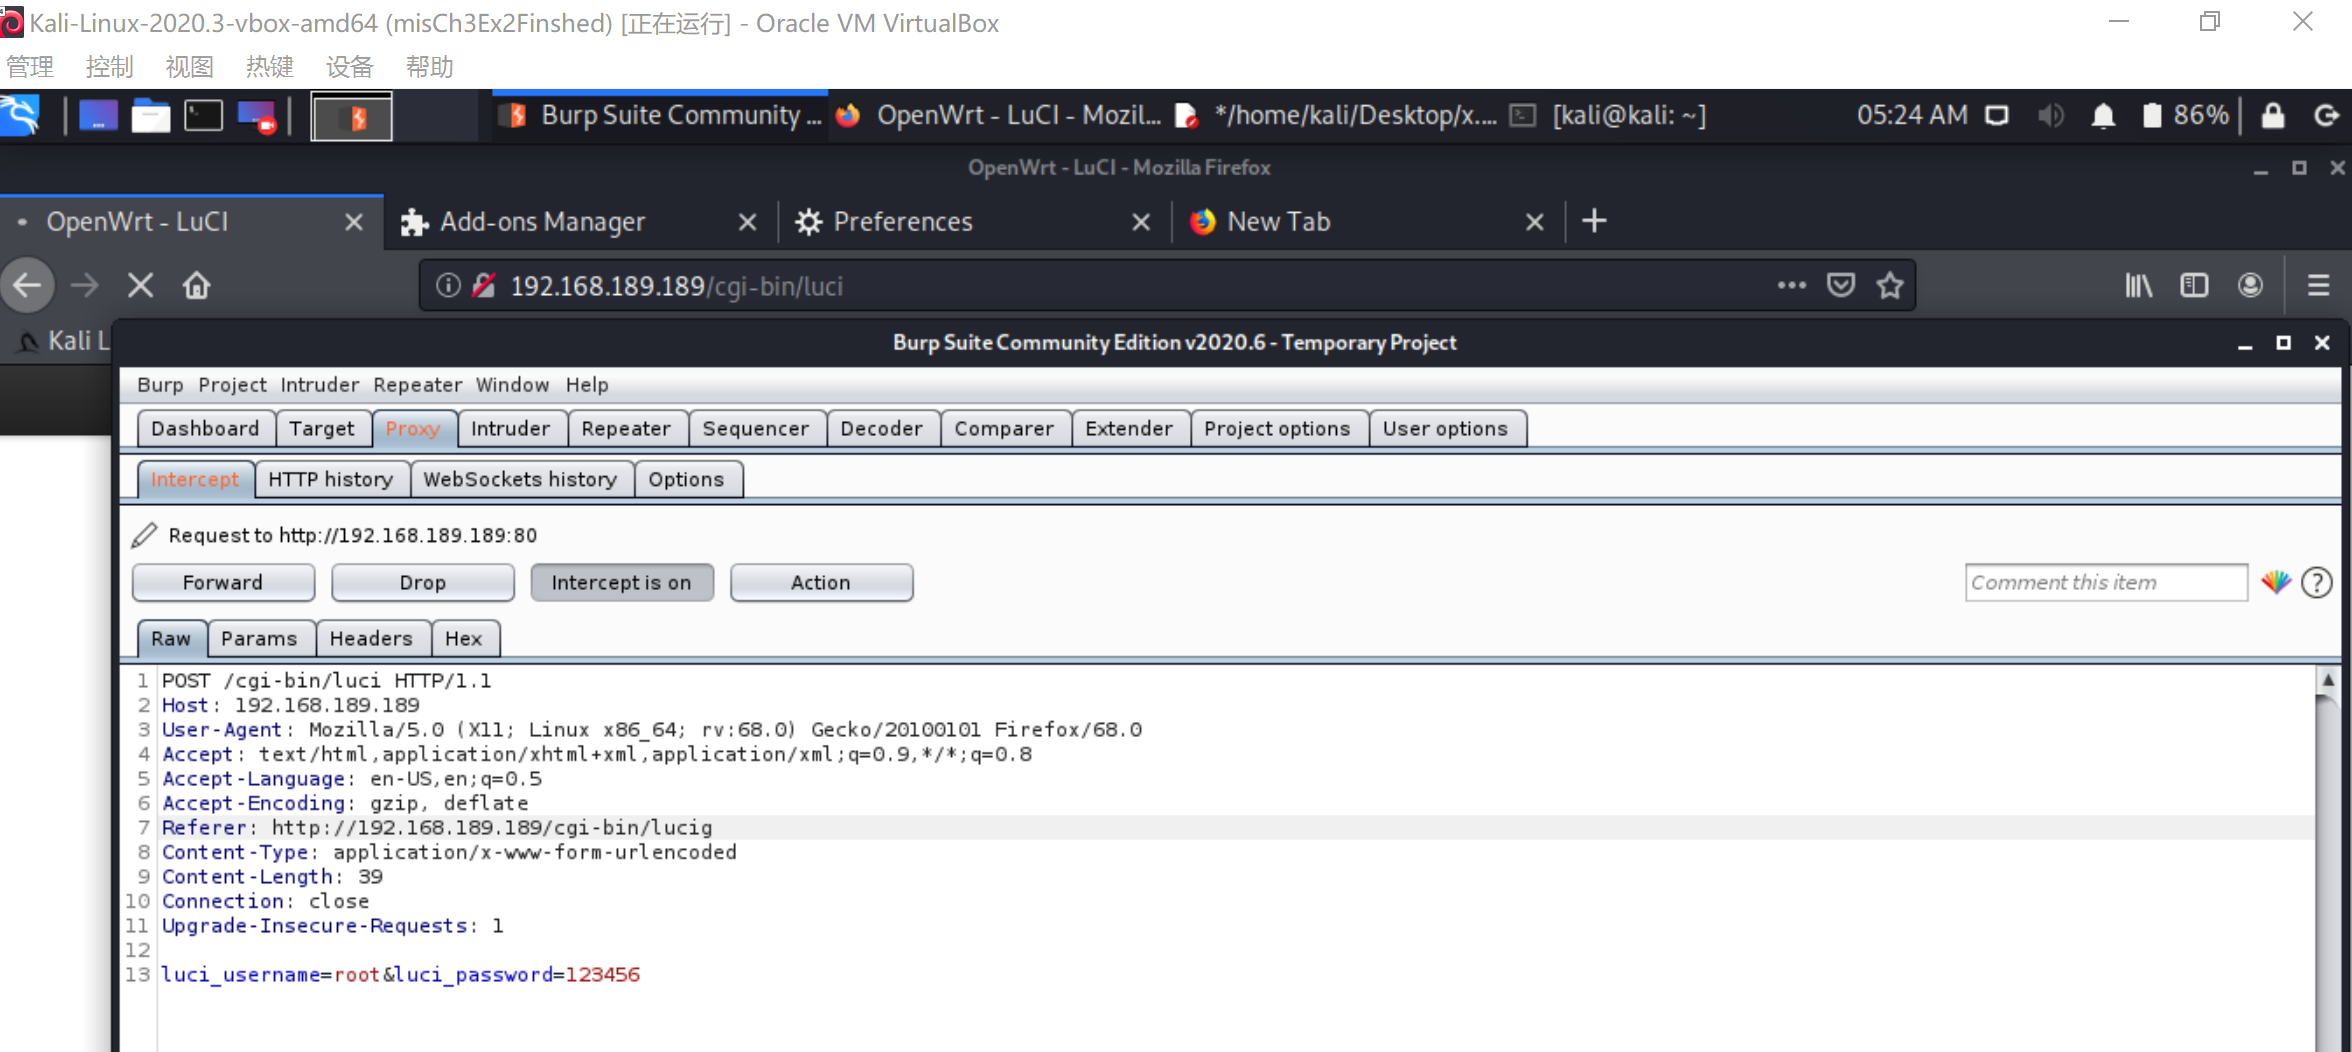 Kali-Linux-2020.3-vbox-amd64 (misCh3Ex2Finshed) [正在运行] - Oracle VM VirtualBox
管理 控制 视图 热键 设备 帮助
Burp Suite Community ... OpenWrt - LuCI - Mozil... */home/kali/Desktop/x.... [kali@kali: ~] 05:24 AM 86%
OpenWrt - LuCI - Mozilla Firefox
OpenWrt - LuCI Add-ons Manager Preferences New Tab
192.168.189.189/cgi-bin/luci
Kali L
Burp Suite Community Edition v2020.6 - Temporary Project
Burp Project Intruder Repeater Window Help
Dashboard Target Proxy Intruder Repeater Sequencer Decoder Comparer Extender Project options User options
Intercept HTTP history WebSockets history Options
Request to http://192.168.189.189:80
Forward Drop Intercept is on Action Comment this item
Raw Params Headers Hex
1 POST /cgi-bin/luci HTTP/1.1
2 Host: 192.168.189.189
3 User-Agent: Mozilla/5.0 (X11; Linux x86_64; rv:68.0) Gecko/20100101 Firefox/68.0
4 Accept: text/html,application/xhtml+xml,application/xml;q=0.9,*/*;q=0.8
5 Accept-Language: en-US,en;q=0.5
6 Accept-Encoding: gzip, deflate
7 Referer: http://192.168.189.189/cgi-bin/lucig
8 Content-Type: application/x-www-form-urlencoded
9 Content-Length: 39
10 Connection: close
11 Upgrade-Insecure-Requests: 1
12
13 luci_username=root&luci_password=123456